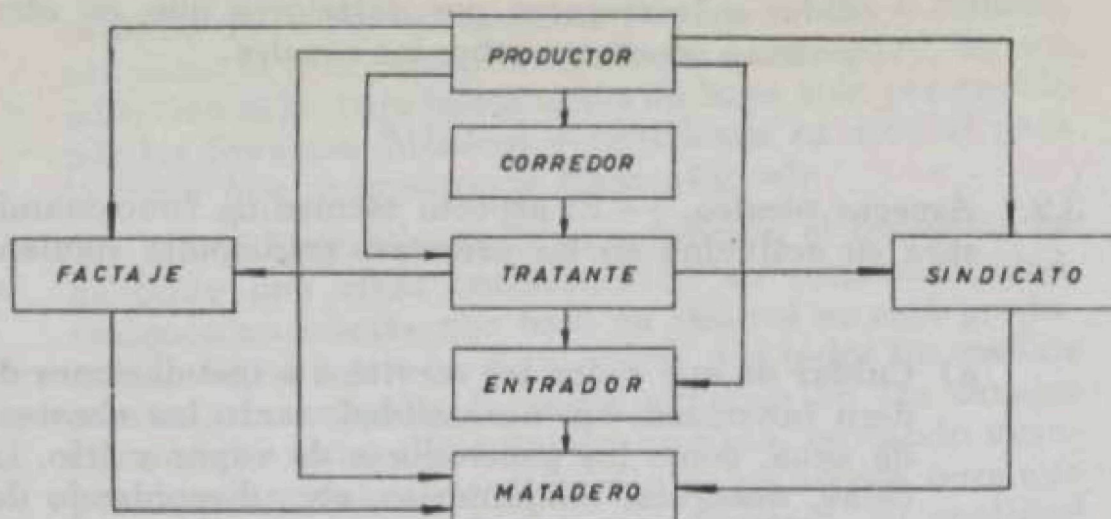 PRODUCTOR
CORREDOR
FACTAJE
TRATANTE
SINDICATO
ENTRADOR
MATADERO